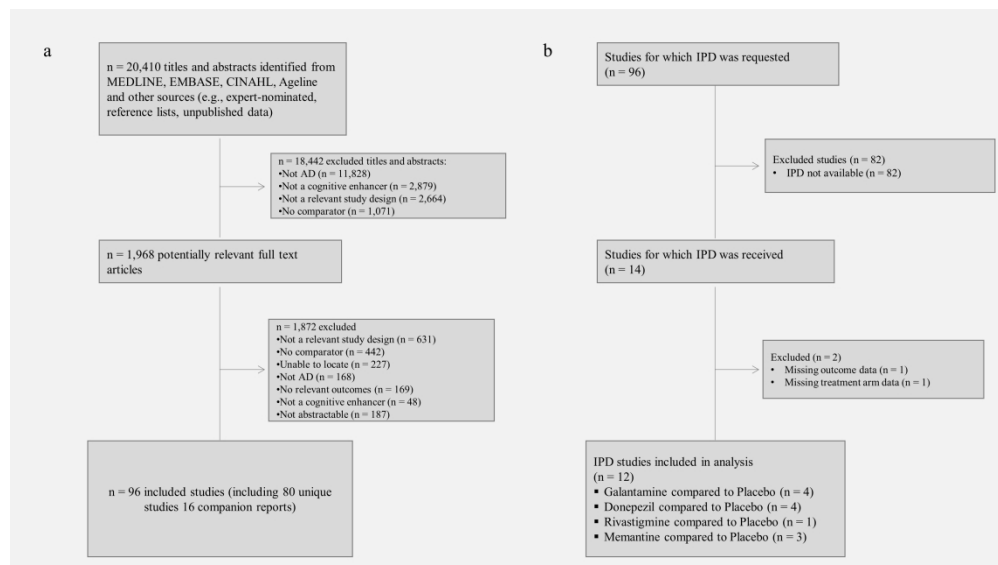 a
n = 20,410 titles and abstracts identified from
MEDLINE, EMBASE, CINAHL, Ageline
and other sources (e.g., expert-nominated,
reference lists, unpublished data)
n = 18,442 excluded titles and abstracts:
•Not AD (n = 11,828)
•Not a cognitive enhancer (n = 2,879)
•Not a relevant study design (n = 2,664)
•No comparator (n = 1,071)
n = 1,968 potentially relevant full text
articles
n = 1,872 excluded
•Not a relevant study design (n = 631)
•No comparator (n = 442)
•Unable to locate (n = 227)
•Not AD (n = 168)
•No relevant outcomes (n = 169)
•Not a cognitive enhancer (n = 48)
•Not abstractable (n = 187)
n = 96 included studies (including 80 unique
studies 16 companion reports)
b
Studies for which IPD was requested
(n = 96)
Excluded studies (n = 82)
• IPD not available (n = 82)
Studies for which IPD was received
(n = 14)
Excluded (n = 2)
• Missing outcome data (n = 1)
• Missing treatment arm data (n = 1)
IPD studies included in analysis
(n = 12)
▪ Galantamine compared to Placebo (n = 4)
▪ Donepezil compared to Placebo (n = 4)
▪ Rivastigmine compared to Placebo (n = 1)
▪ Memantine compared to Placebo (n = 3)